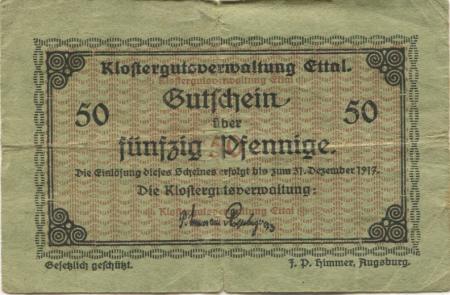 Klostergutsverwaltung Ettal.
Gutschein
50 über 50
fünfzig Pfennige.
Die Einlösung dieses Scheines erfolgt bis zum 31. Dezember 1917.
Die Klostergutsverwaltung:
Gesetzlich geschützt. J. P. Himmer, Augsburg.